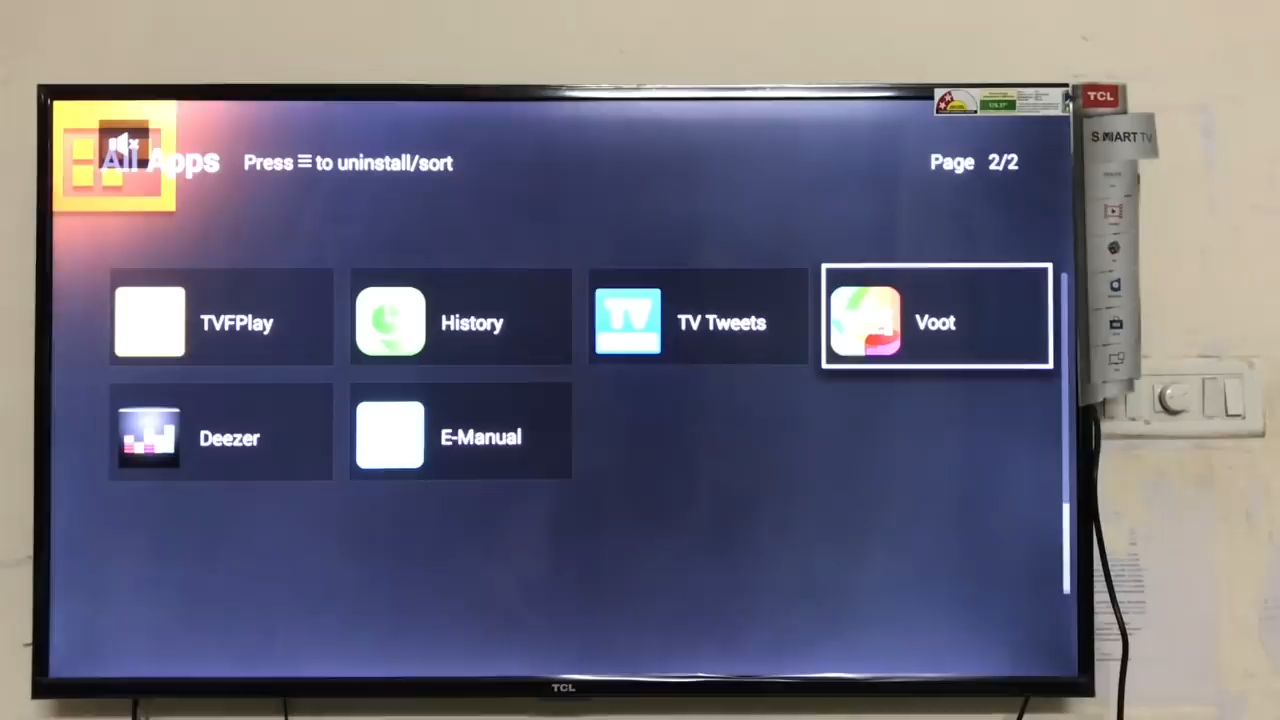 TCL
SMART TV
All Apps
Press ☰ to uninstall/sort
Page 2/2
TVFPlay
History
TV
TV Tweets
Voot
Deezer
E-Manual
TCL